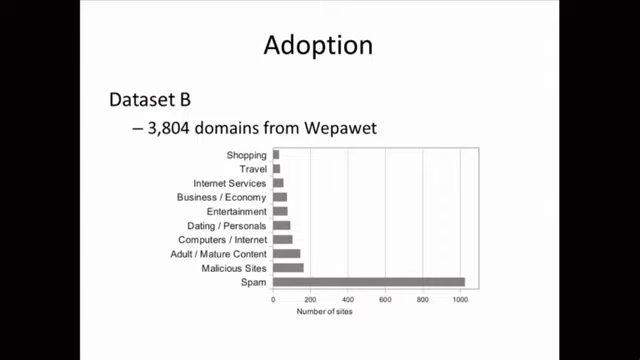 Adoption
Dataset B
– 3,804 domains from Wepawet
Shopping
Travel
Internet Services
Business / Economy
Entertainment
Dating / Personals
Computers / Internet
Adult / Mature Content
Malicious Sites
Spam
0 200 400 600 800 1000
Number of sites